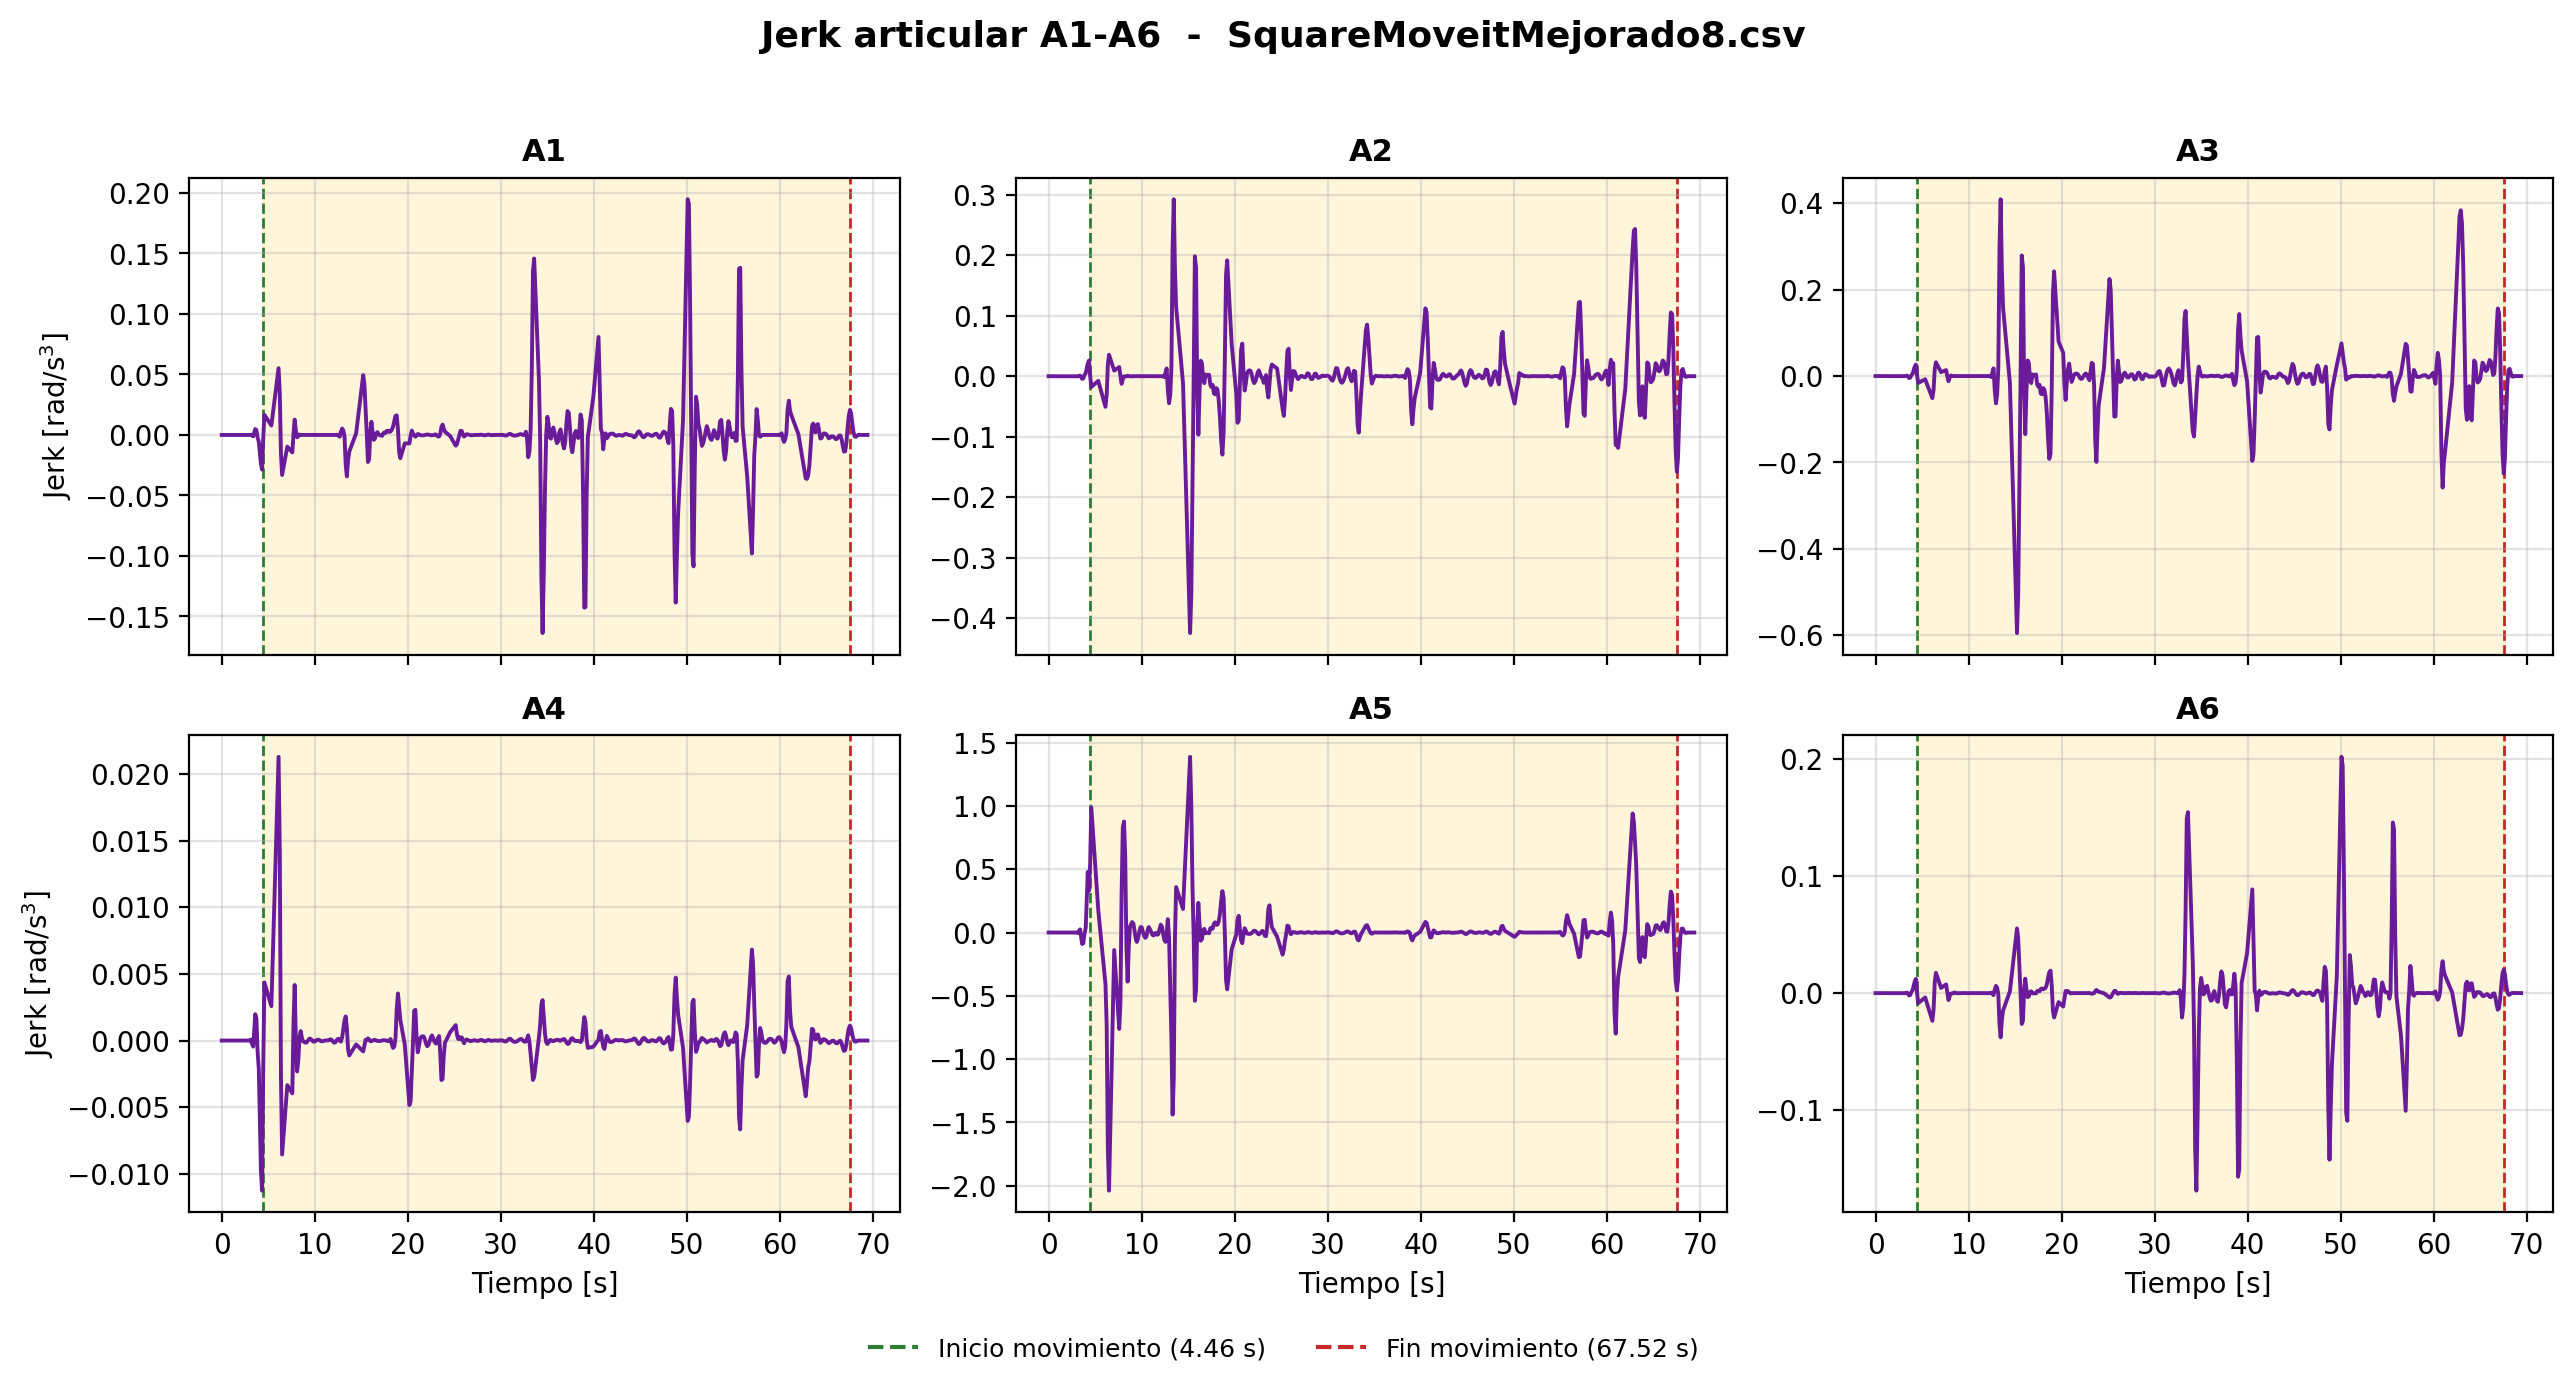 Jerk articular A1-A6  -  SquareMoveitMejorado8.csv
A1
A2
A3
0.20
0.15
0.10
0.05
0.00
−0.05
−0.10
−0.15
Jerk [rad/s³]
0.3
0.2
0.1
0.0
−0.1
−0.2
−0.3
−0.4
0.4
0.2
0.0
−0.2
−0.4
−0.6
A4
A5
A6
0.020
0.015
0.010
0.005
0.000
−0.005
−0.010
Jerk [rad/s³]
1.5
1.0
0.5
0.0
−0.5
−1.0
−1.5
−2.0
0.2
0.1
0.0
−0.1
0 10 20 30 40 50 60 70
0 10 20 30 40 50 60 70
0 10 20 30 40 50 60 70
Tiempo [s]
Tiempo [s]
Tiempo [s]
Inicio movimiento (4.46 s)
Fin movimiento (67.52 s)